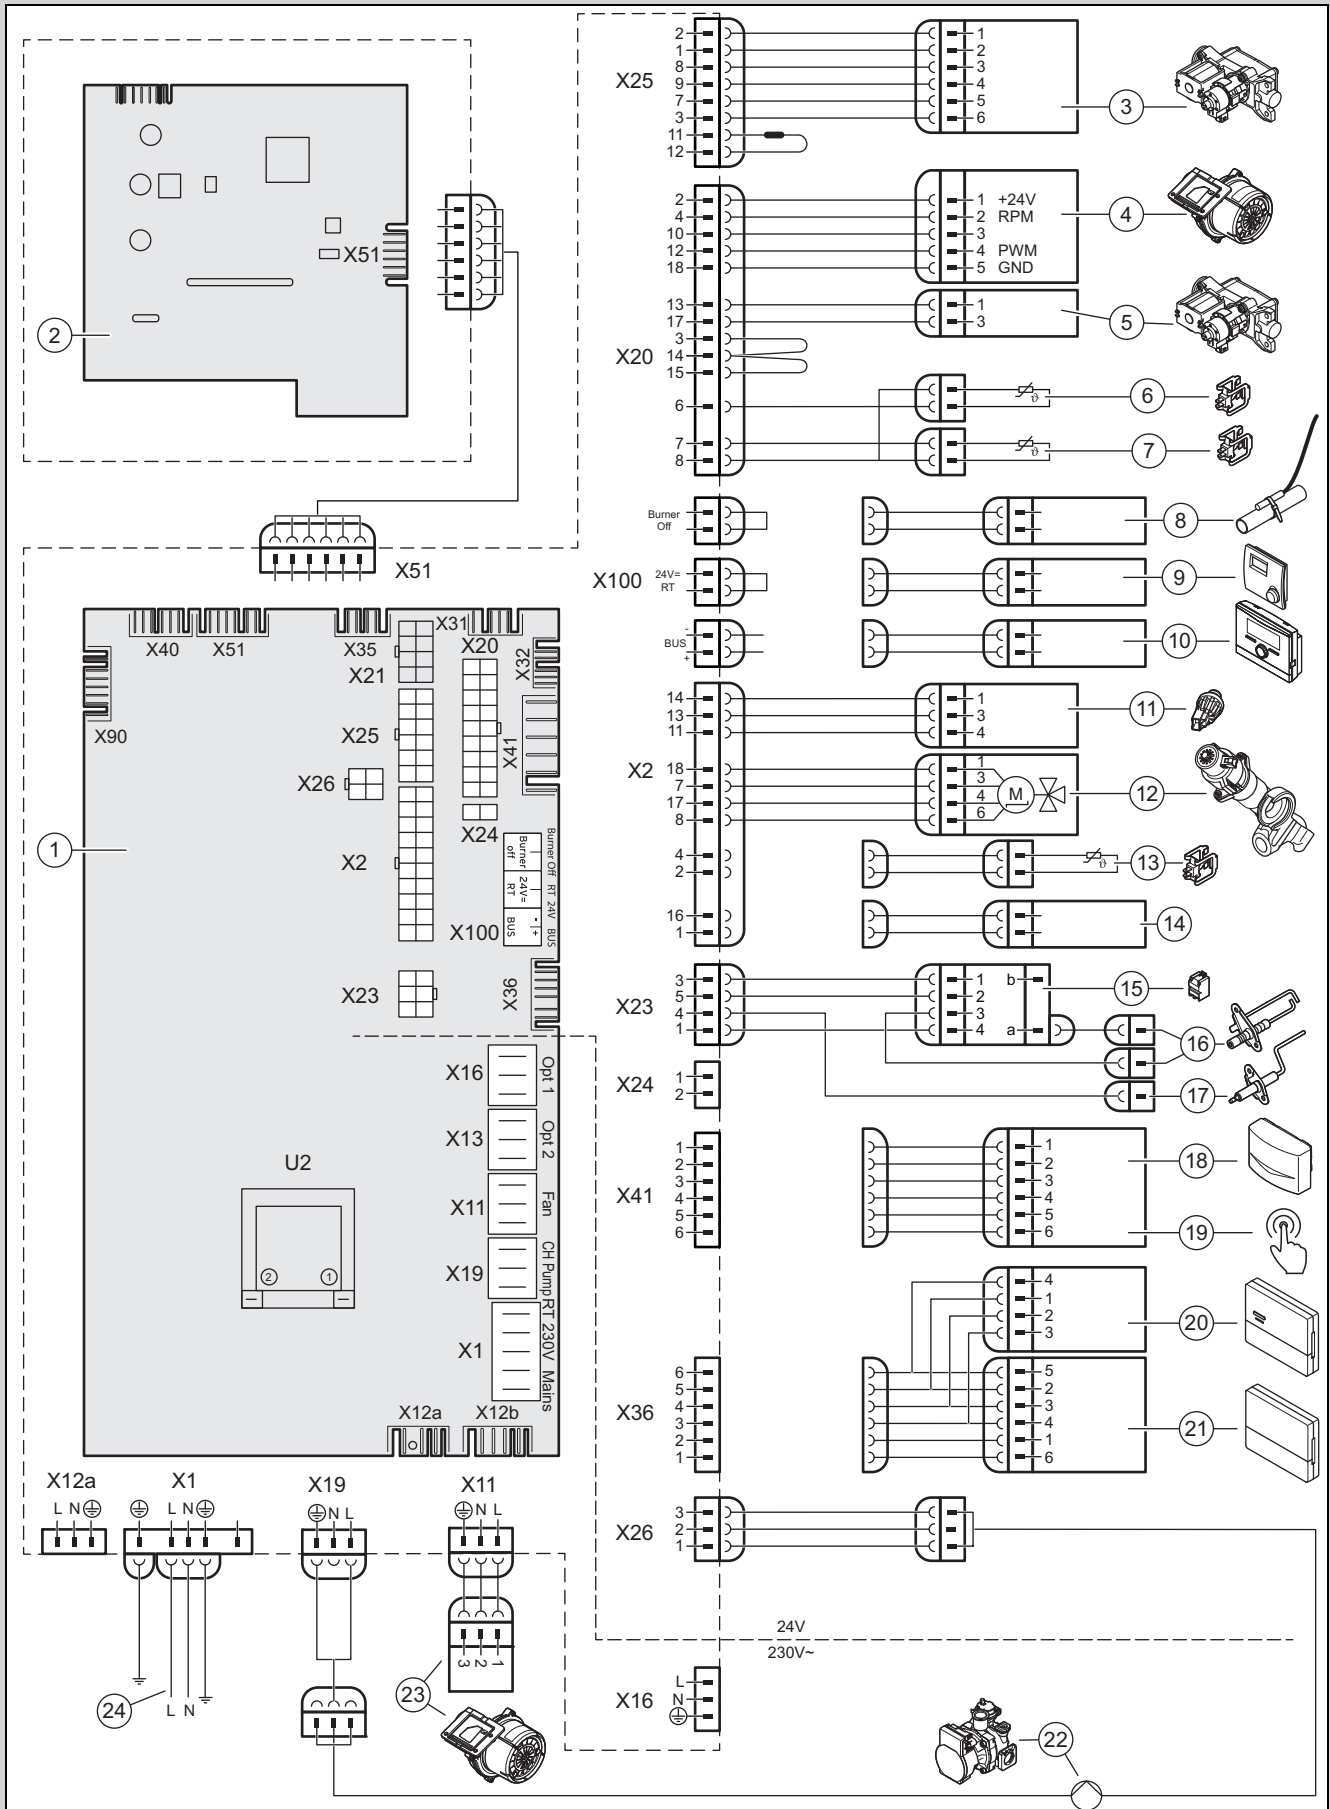 X25
2
1
8
9
7
3
11
12
1
2
3
4
5
6
3
2
4
10
12
18
1 +24V
2 RPM
3
4 PWM
5 GND
4
X51
2
13
17
3
14
15
6
7
8
X20
1
3
5
ϑ
6
ϑ
7
Burner
Off
8
X51
X100
24V=
RT
9
BUS
-
+
10
X40
X51
X35
X31
X21
X20
X32
X90
X25
X41
X26
X24
X2
Burner
off
24V=
RT
BUS
-
+
Burner Off RT 24V BUS
X100
X23
X36
1
X2
14
13
11
18
7
17
8
4
2
16
1
1
3
4
11
1
3
4
6
M
12
ϑ
13
14
X23
3
5
4
1
1
2
3
4
b
a
15
16
17
X24
1
2
X41
1
2
3
4
5
6
1
2
3
4
5
6
18
19
4
1
2
3
20
X36
6
5
4
3
2
1
5
2
3
4
1
6
21
X26
3
2
1
X16
Opt 1
X13
Opt 2
X11
Fan
X19
CH Pump
X1
RT 230V Mains
U2
2
1
X12a
X12b
X12a
L N
X1
L N
X19
N L
X11
N L
3
2
1
23
24
L N
24V
230V~
X16
L
N
22